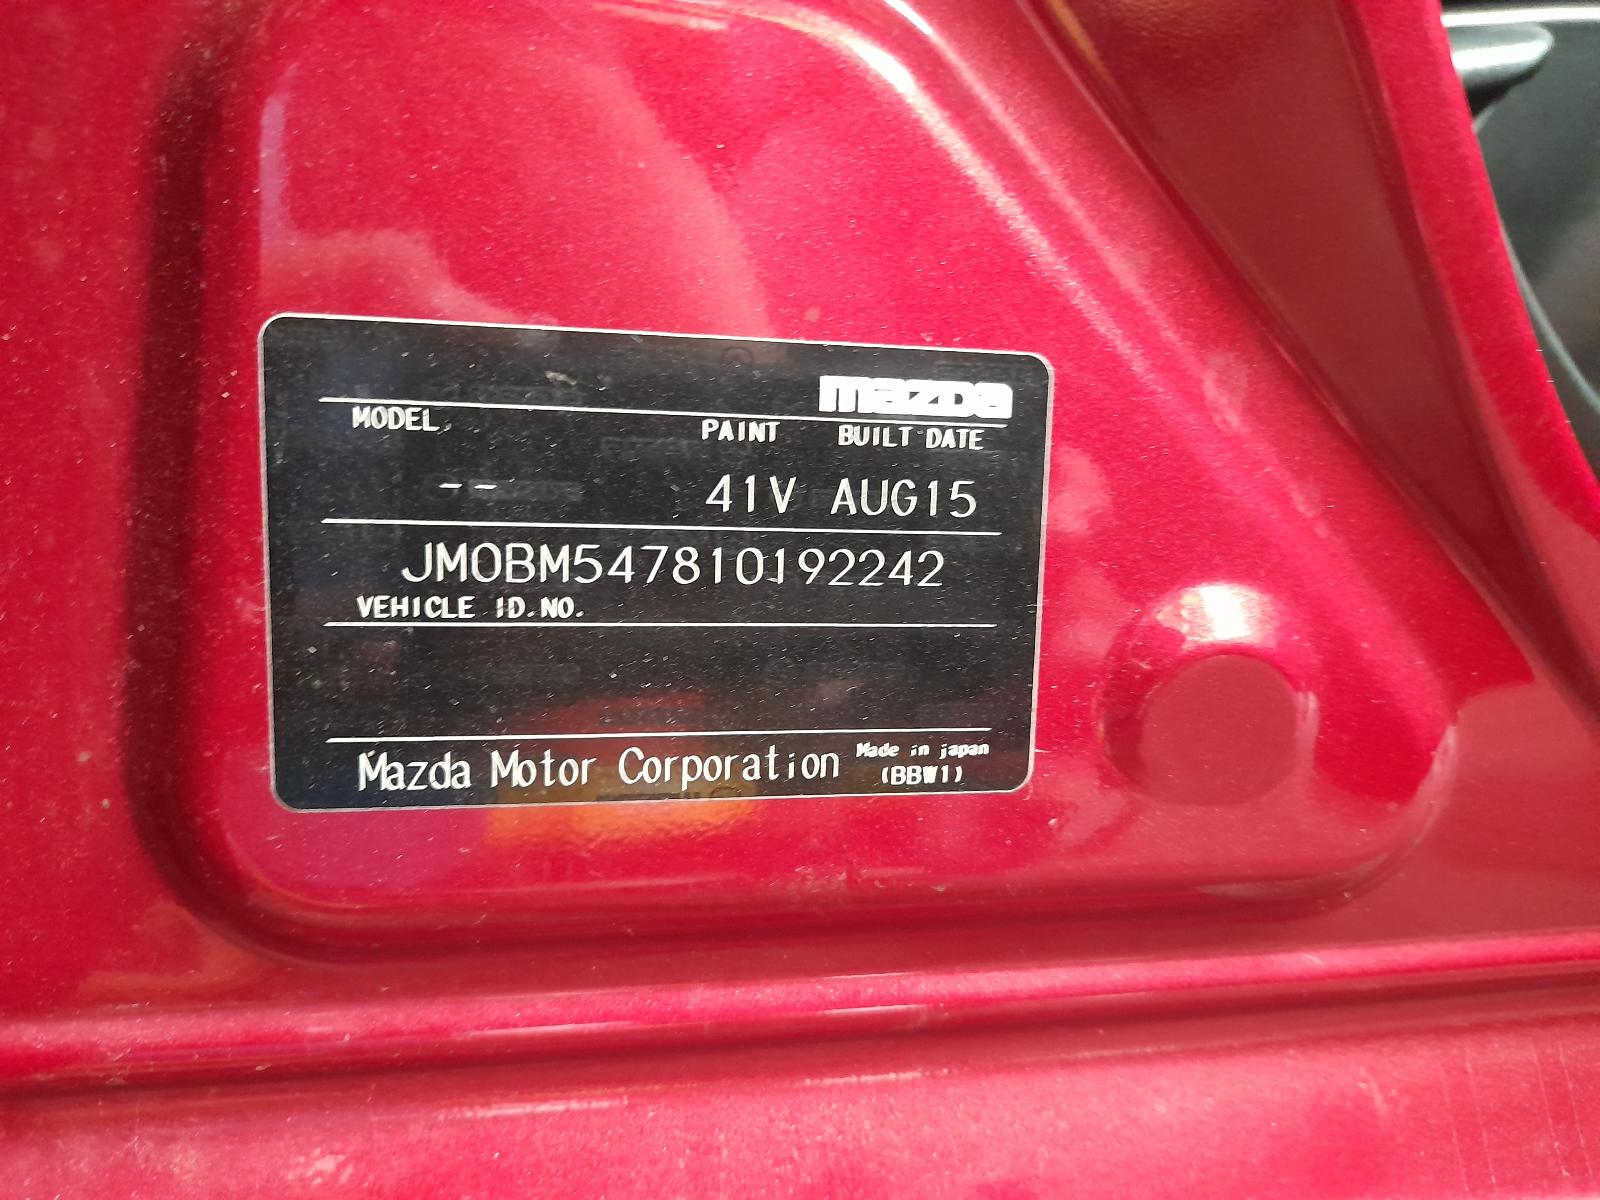 mazda
MODEL PAINT BUILT DATE
-- 41V AUG15
JM0BM547810192242
VEHICLE ID.NO.
Mazda Motor Corporation Made in japan
(BBW1)